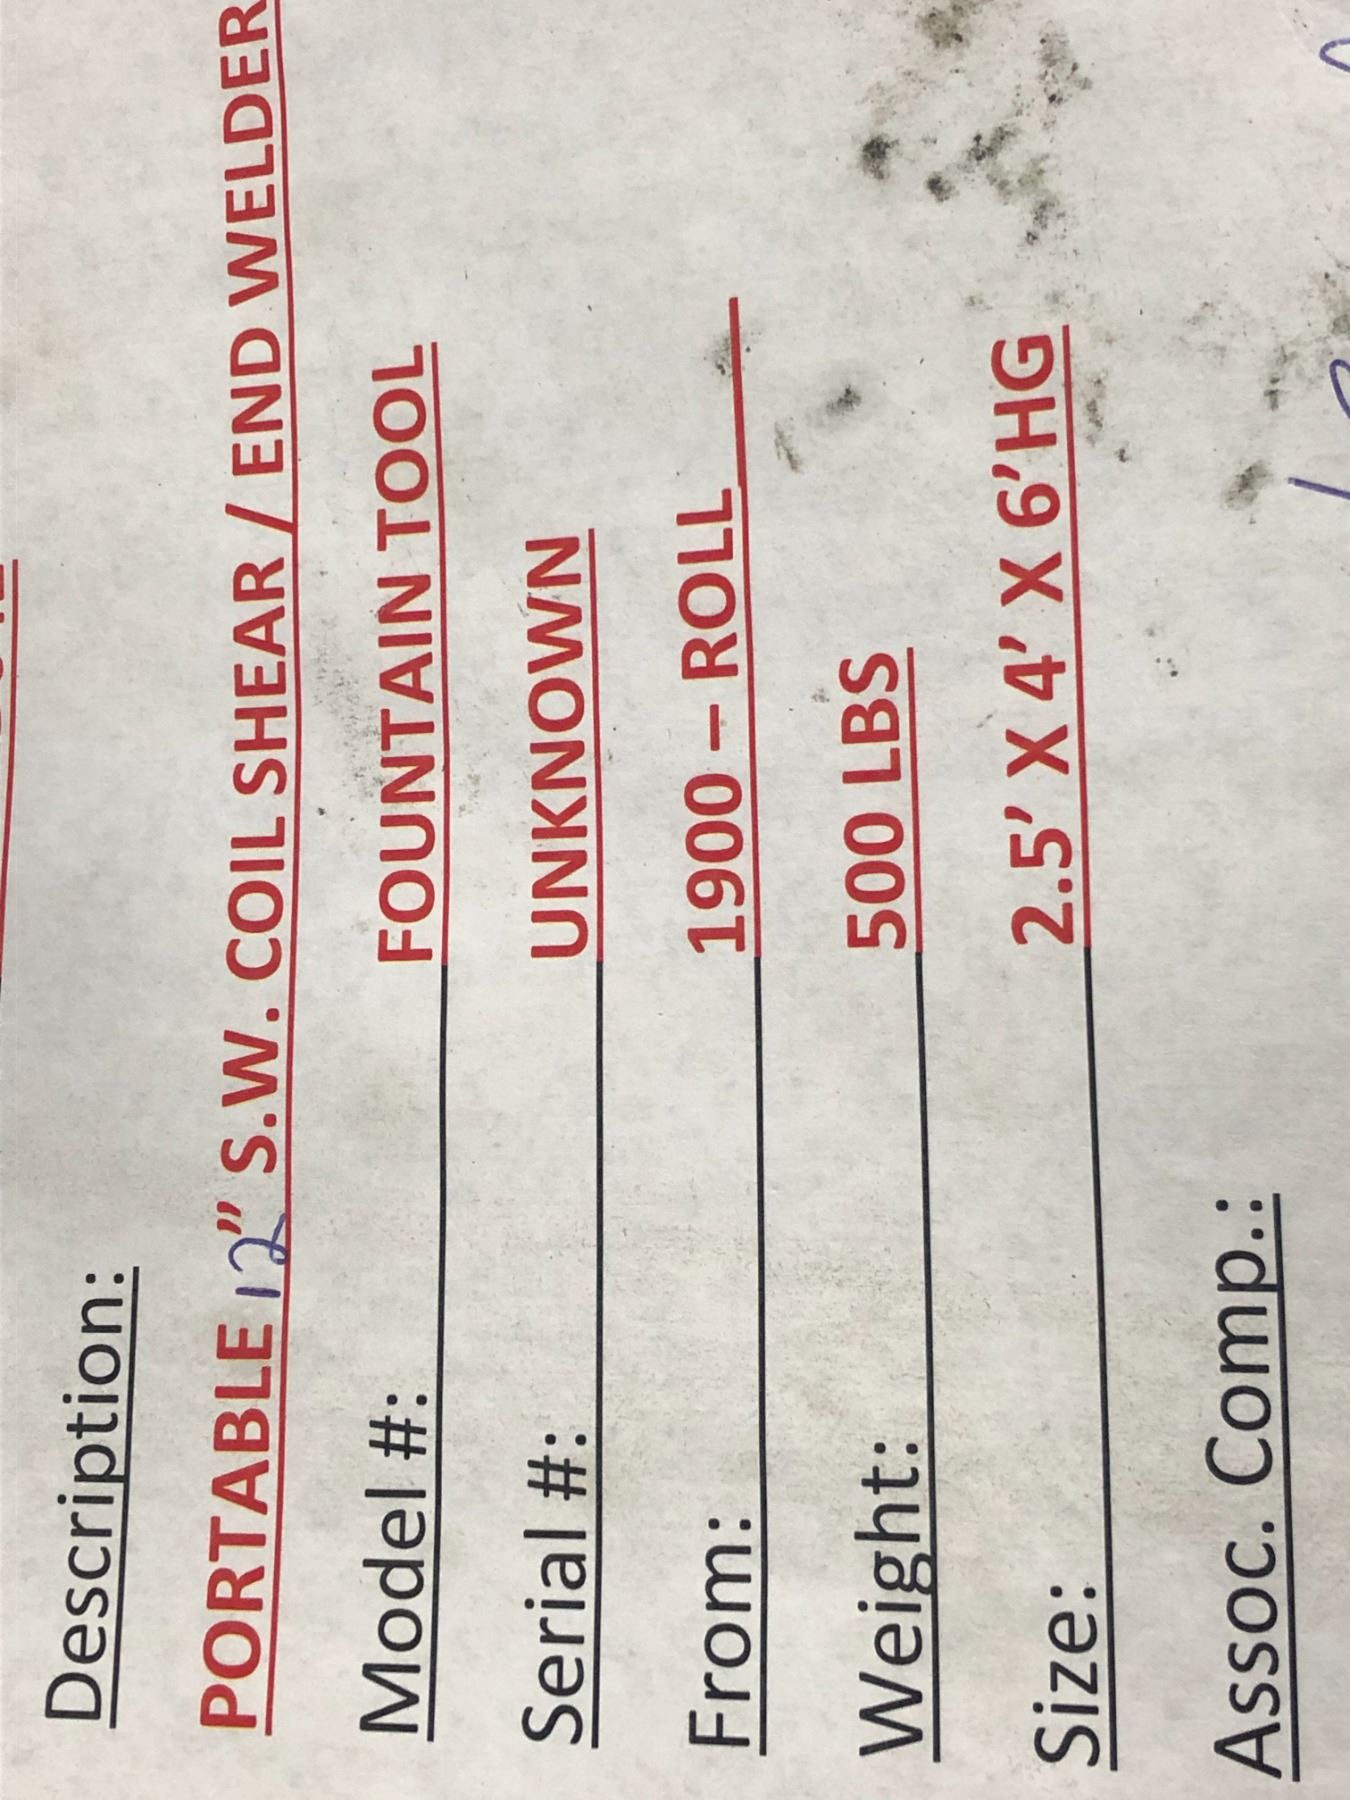 Description:
PORTABLE 12" S.W. COIL SHEAR / END WELDER
Model #: FOUNTAIN TOOL
Serial #: UNKNOWN
From: 1900 – ROLL
Weight: 500 LBS
Size: 2.5' X 4' X 6'HG
Assoc. Comp.: